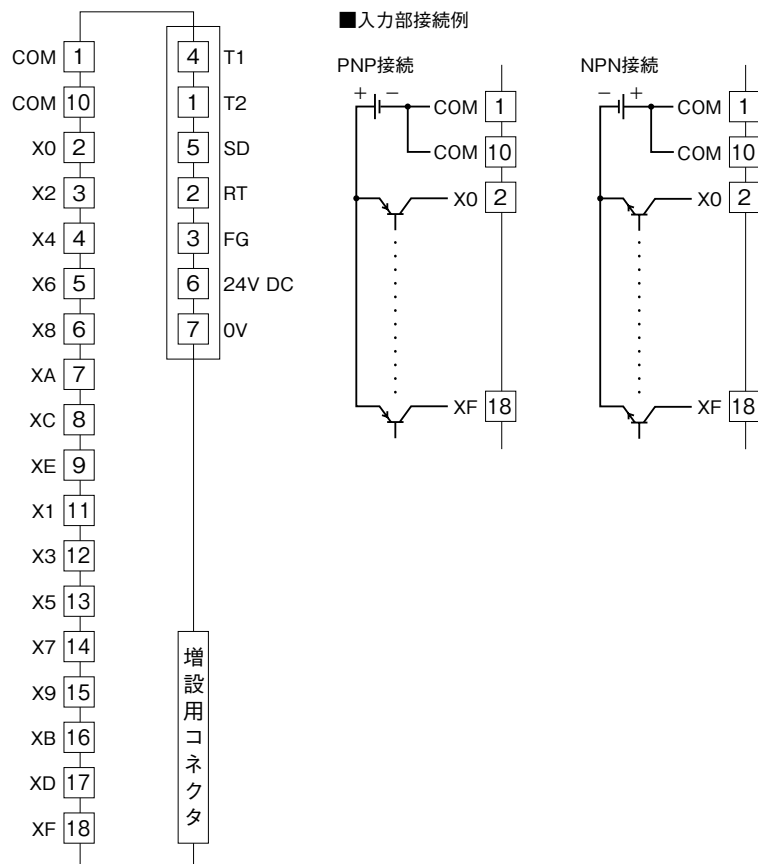 COM 1
COM 10
X0 2
X2 3
X4 4
X6 5
X8 6
XA 7
XC 8
XE 9
X1 11
X3 12
X5 13
X7 14
X9 15
XB 16
XD 17
XF 18
4 T1
1 T2
5 SD
2 RT
3 FG
6 24V DC
7 0V
増設用コネクタ
■入力部接続例
PNP接続
+ −
COM 1
COM 10
X0 2
XF 18
NPN接続
− +
COM 1
COM 10
X0 2
XF 18